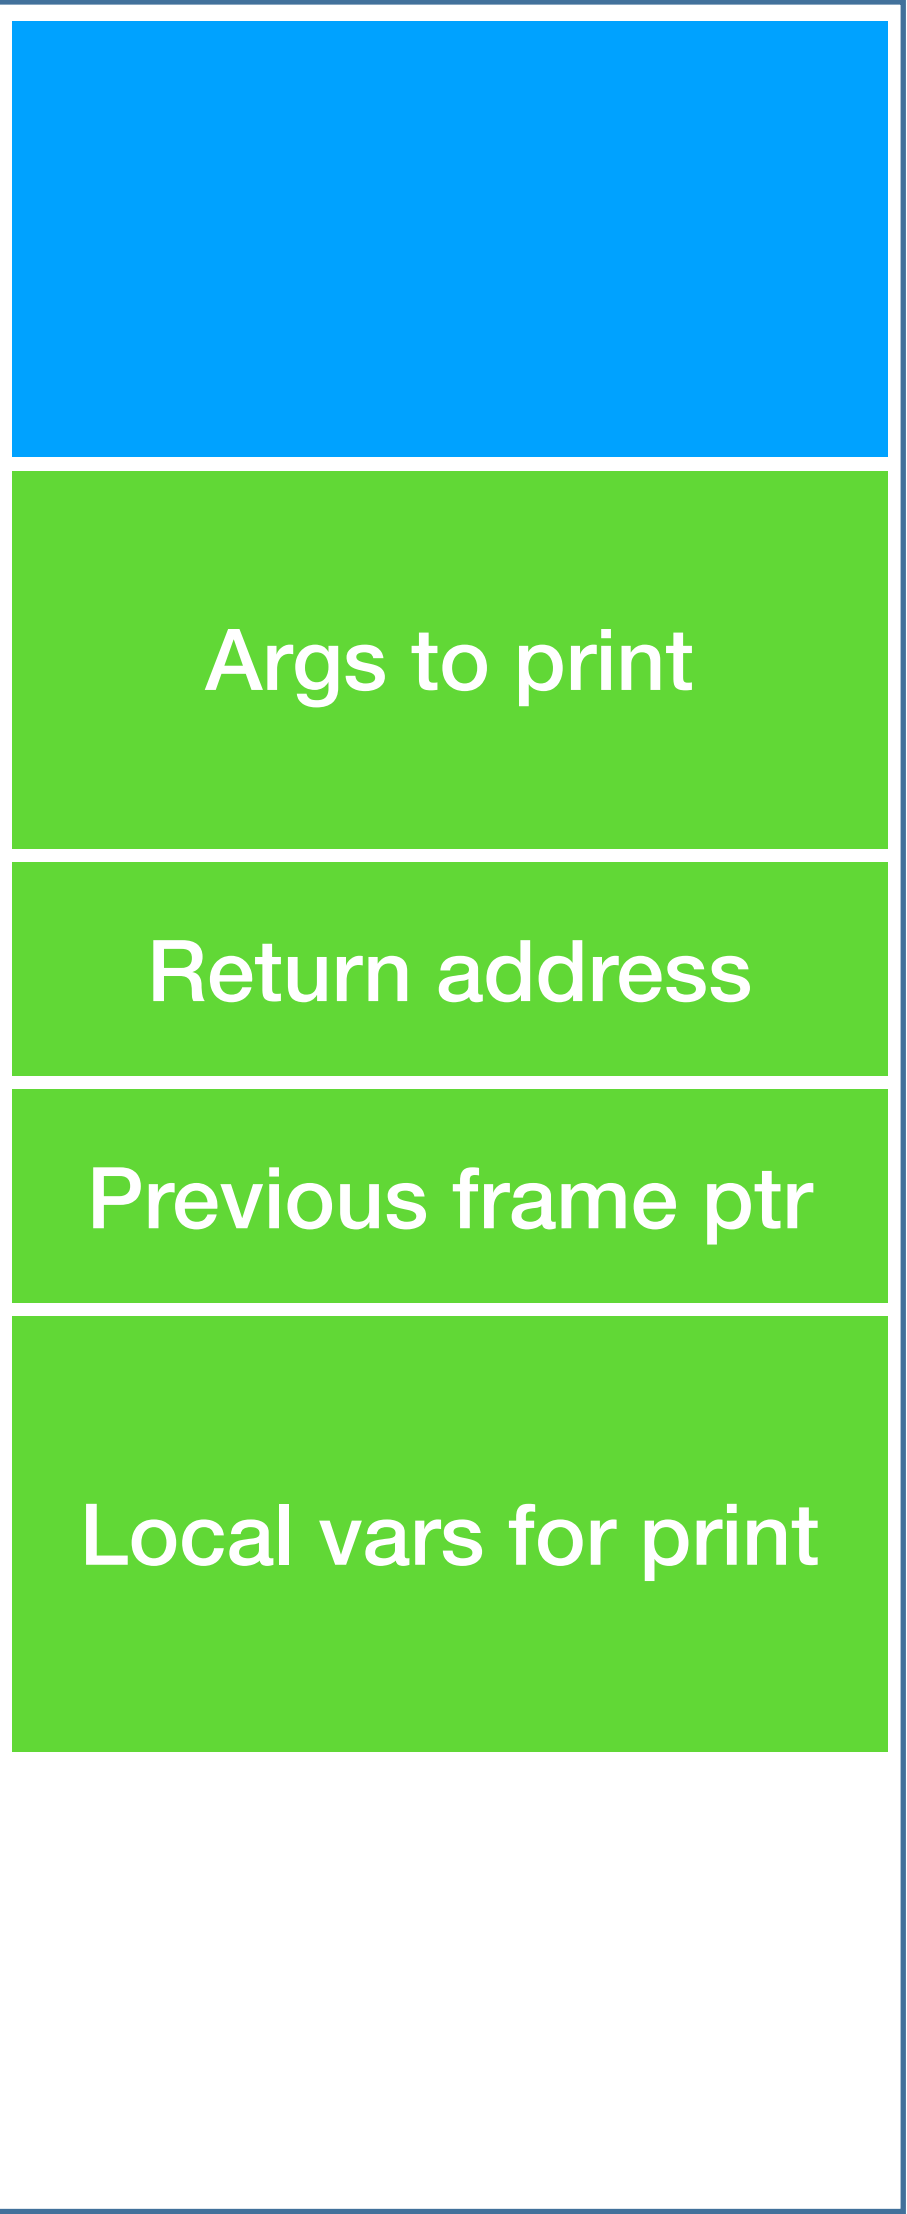 Args to print
Return address
Previous frame ptr
Local vars for print